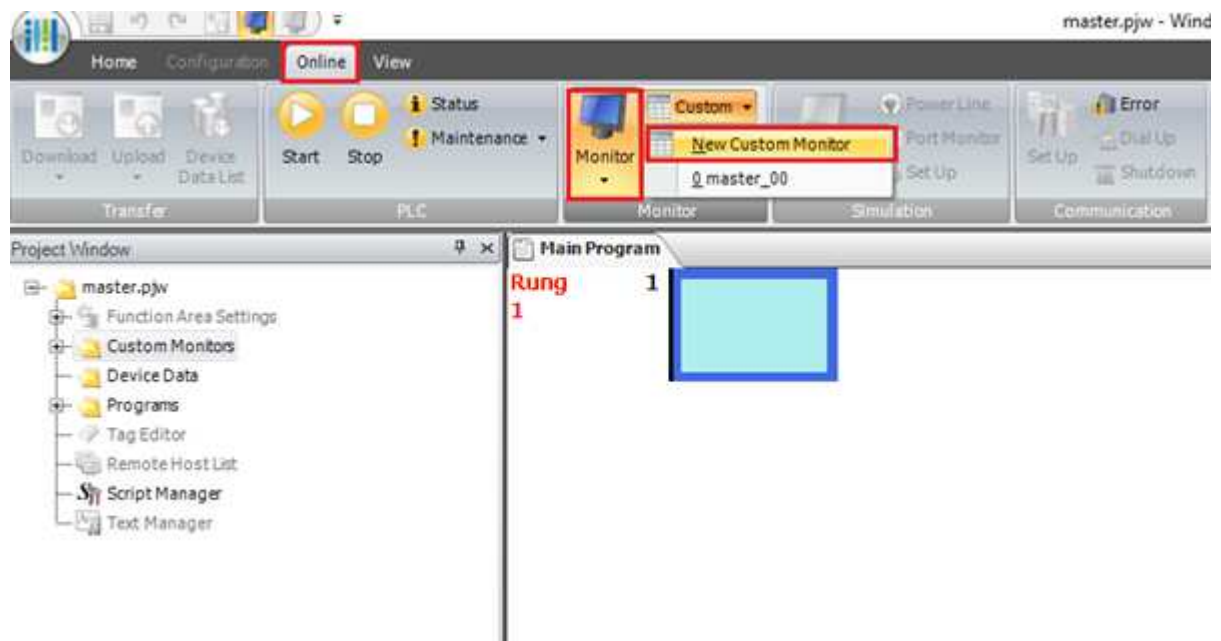 master.pjw - Wind
Home Configuration Online View
Download Upload Device Data List
Start Stop
Status
Maintenance
Monitor
Custom
New Custom Monitor
0 master_00
Power Line
Port Monitor
Set Up
Set Up
Error
Dial Up
Shutdown
Transfer PLC Monitor Simulation Communication
Project Window
Main Program
master.pjw
Function Area Settings
Custom Monitors
Device Data
Programs
Tag Editor
Remote Host List
Script Manager
Text Manager
Rung 1
1